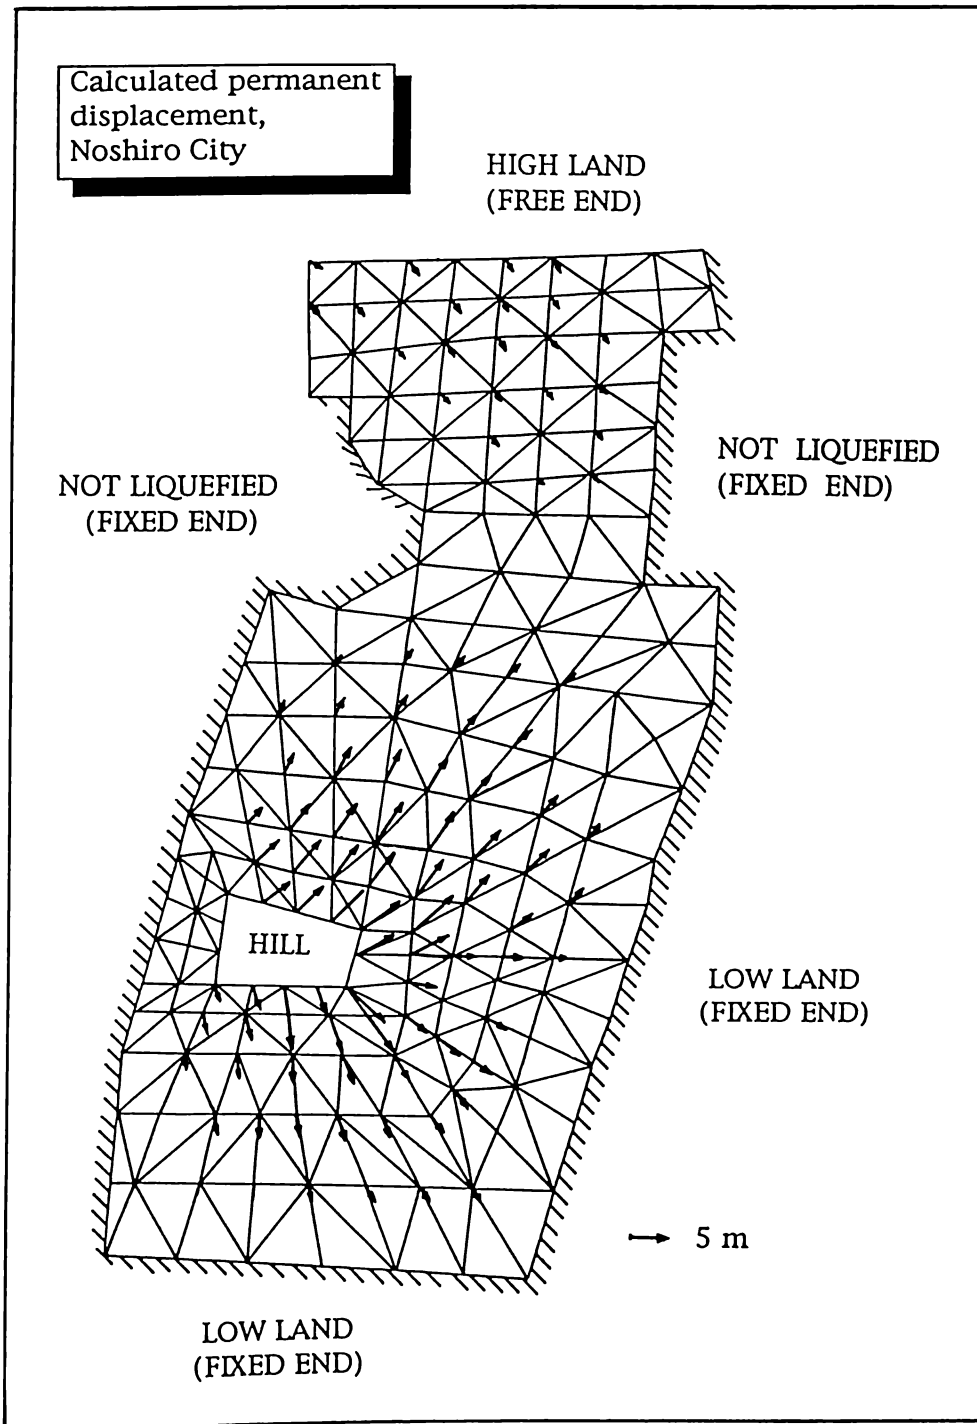 Calculated permanent
displacement,
Noshiro City
HIGH LAND
(FREE END)
NOT LIQUEFIED
(FIXED END)
NOT LIQUEFIED
(FIXED END)
HILL
LOW LAND
(FIXED END)
5 m
LOW LAND
(FIXED END)